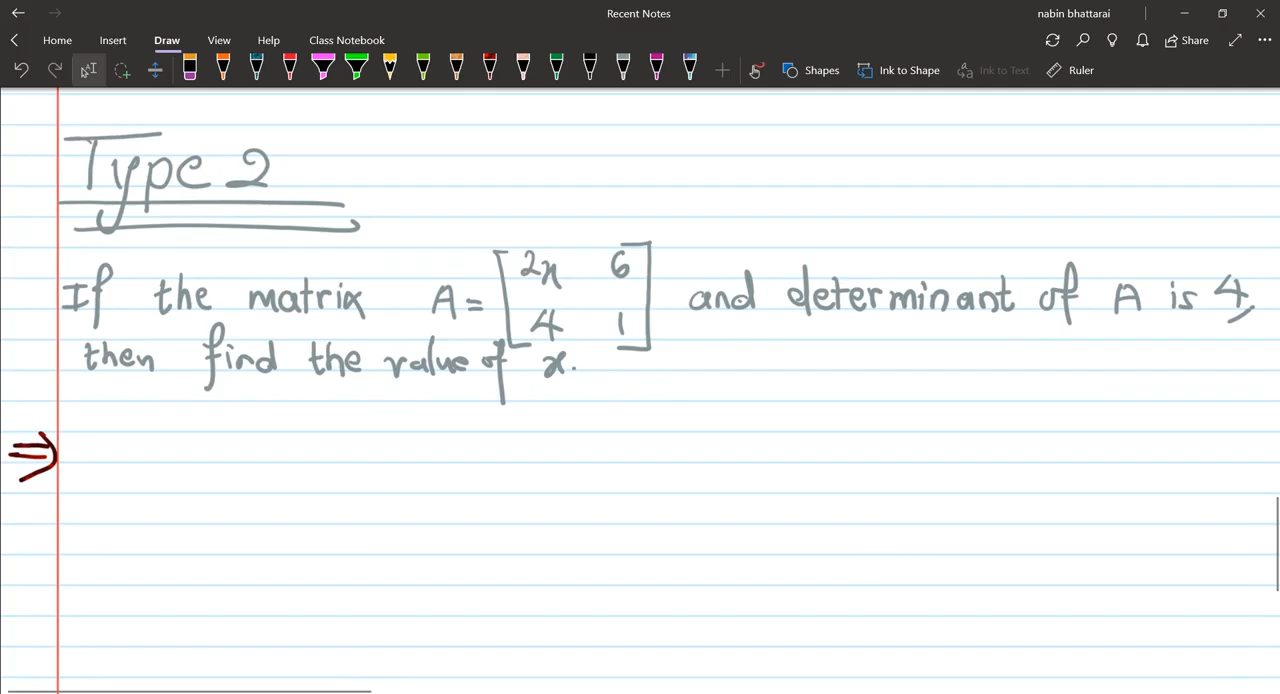 Recent Notes
nabin bhattarai
Home Insert Draw View Help Class Notebook
Share
Shapes Ink to Shape Ink to Text Ruler
Type 2
If the matrix A = [2x 6
4 1] and determinant of A is 4,
then find the value of x.
⇒